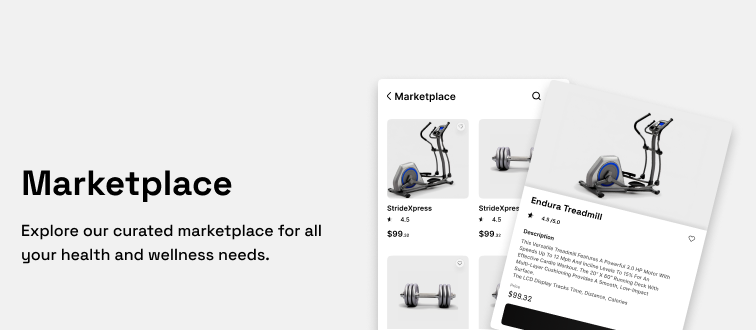 Marketplace
Explore our curated marketplace for all
your health and wellness needs.
Marketplace
StrideXpress
4.5
$99
StrideXpress
4.5
$99
Endura Treadmill
4.5 /5.0
Description
This Versatile Treadmill Features A Powerful 3.0 HP Motor With
Speeds Up To 12 Mph And Incline Levels To 15% For An
Effective Cardio Workout. The 20" X 60" Running Deck With
Multi-Layer Cushioning Provides A Smooth, Low-Impact
Surface.
The LCD Display Tracks Time, Distance, Calories
Price
$98.32